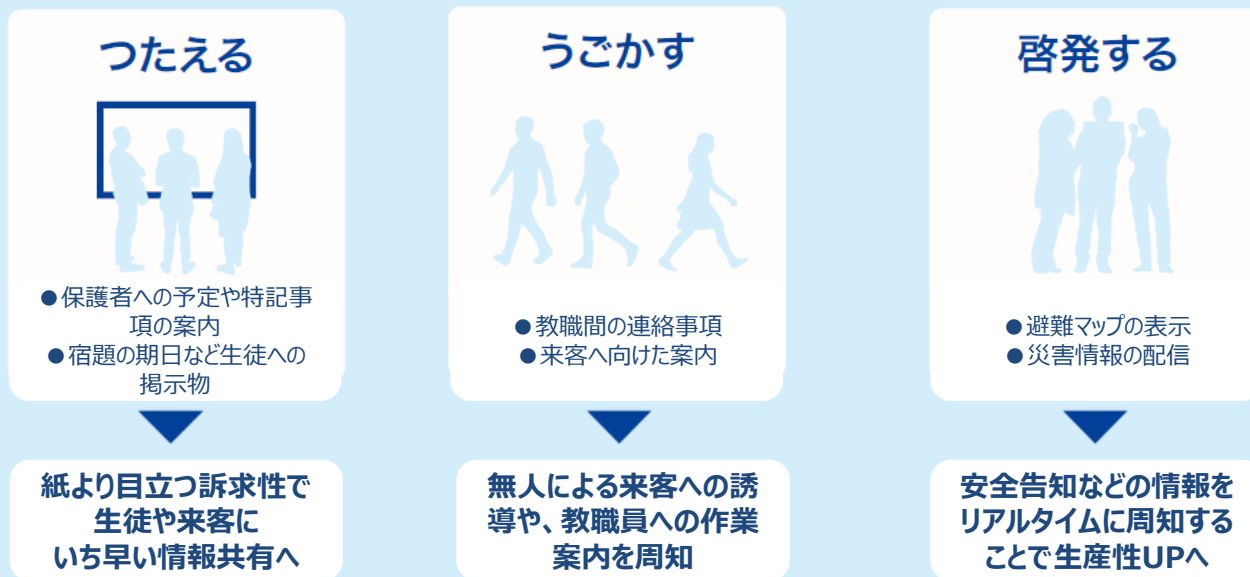 つたえる
●保護者への予定や特記事
項の案内
●宿題の期日など生徒への
掲示物
紙より目立つ訴求性で
生徒や来客に
いち早い情報共有へ
うごかす
●教職間の連絡事項
●来客へ向けた案内
無人による来客への誘
導や、教職員への作業
案内を周知
啓発する
●避難マップの表示
●災害情報の配信
安全告知などの情報を
リアルタイムに周知する
ことで生産性UPへ